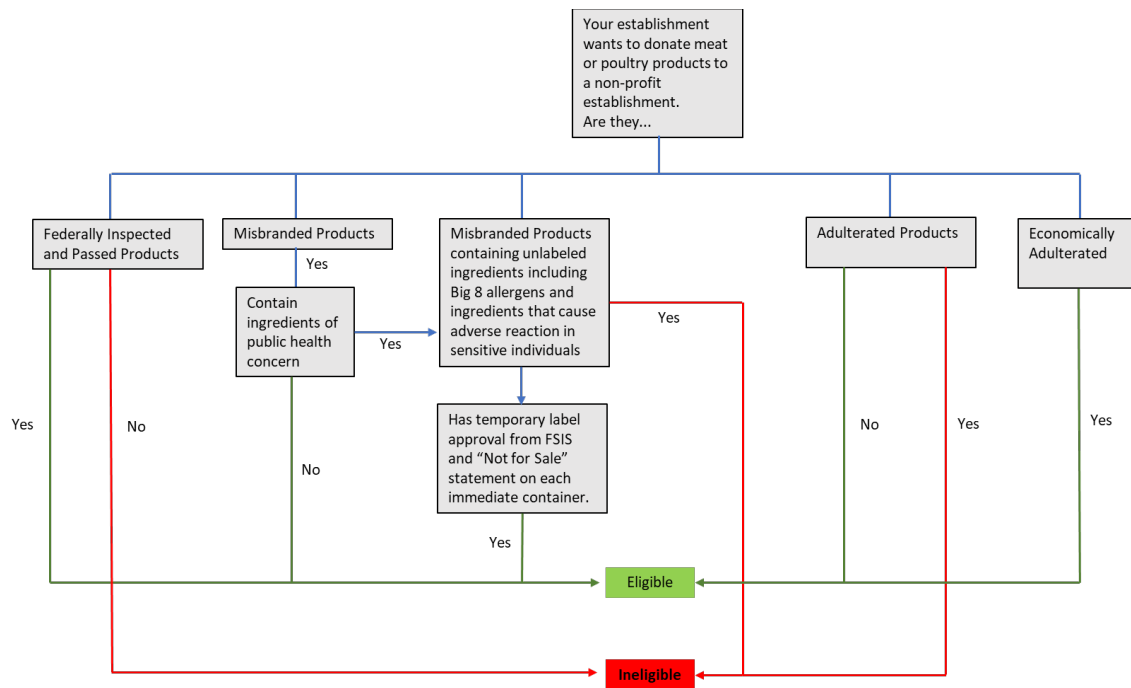 Your establishment
wants to donate meat
or poultry products to
a non-profit
establishment.
Are they...
Federally Inspected
and Passed Products
Misbranded Products
Misbranded Products
containing unlabeled
ingredients including
Big 8 allergens and
ingredients that cause
adverse reaction in
sensitive individuals
Adulterated Products
Economically
Adulterated
Yes
Contain
ingredients of
public health
concern
Yes
Yes
Has temporary label
approval from FSIS
and “Not for Sale”
statement on each
immediate container.
Yes
No
No
Yes
No
Yes
Yes
Eligible
Ineligible